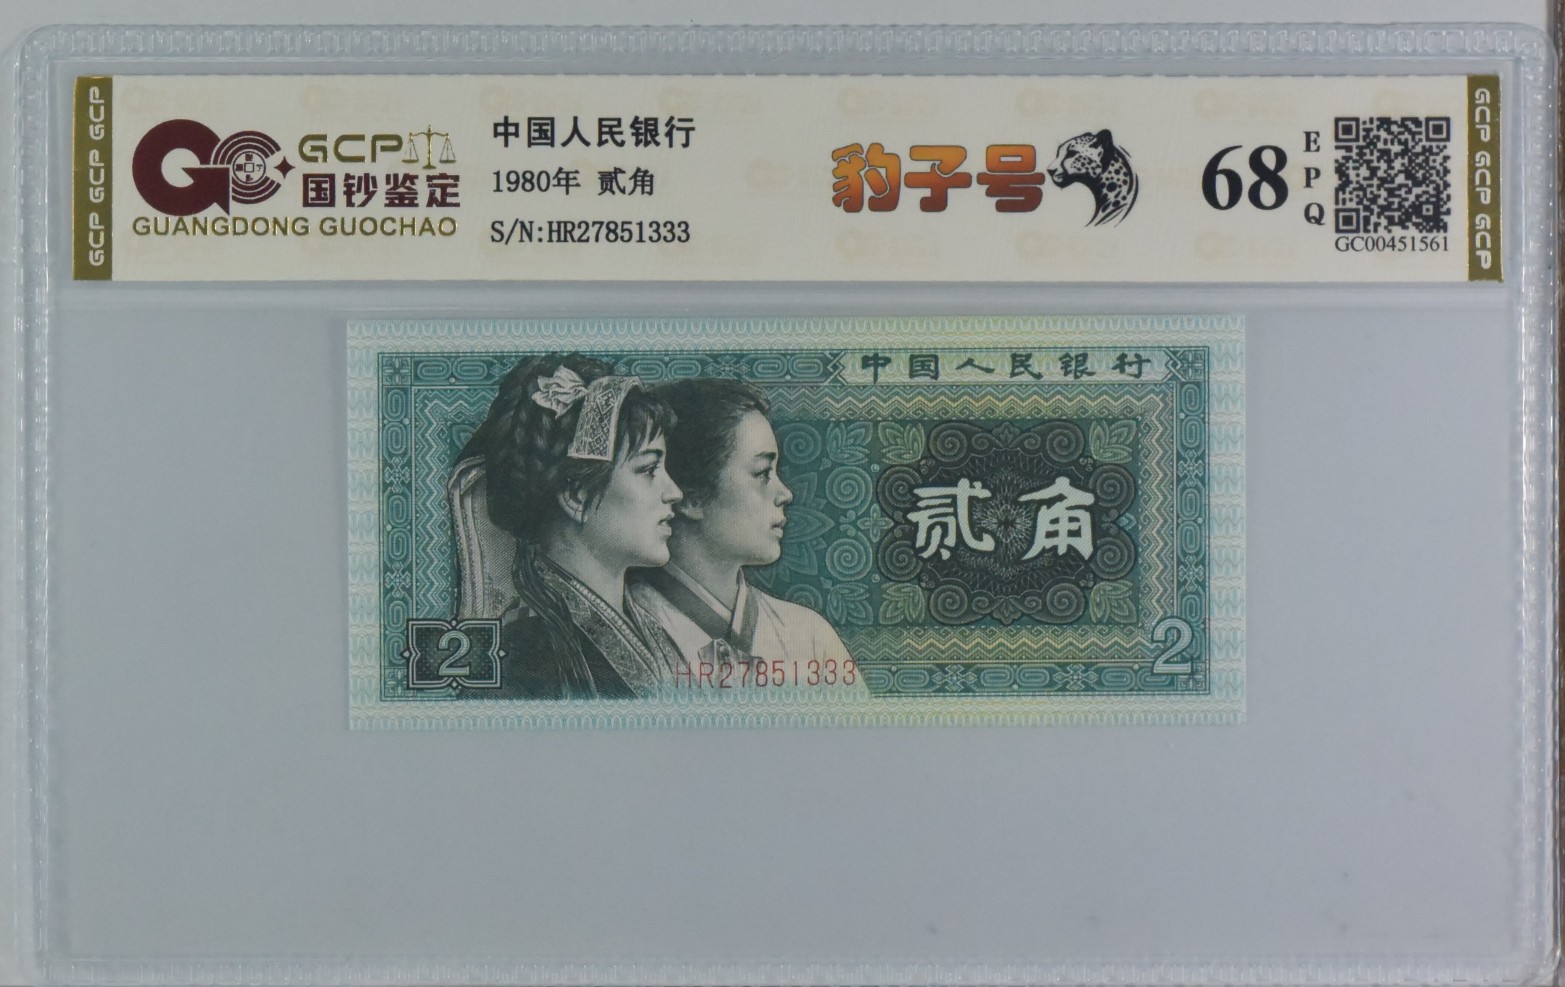 GCP GCP GCP
GCP
国钞鉴定
GUANGDONG GUOCHAO
中国人民银行
1980年 贰角
S/N:HR27851333
豹子号
68
EPQ
GC00451561
GCP GCP GCP
中国人民银行
贰角
2
HR27851333
2